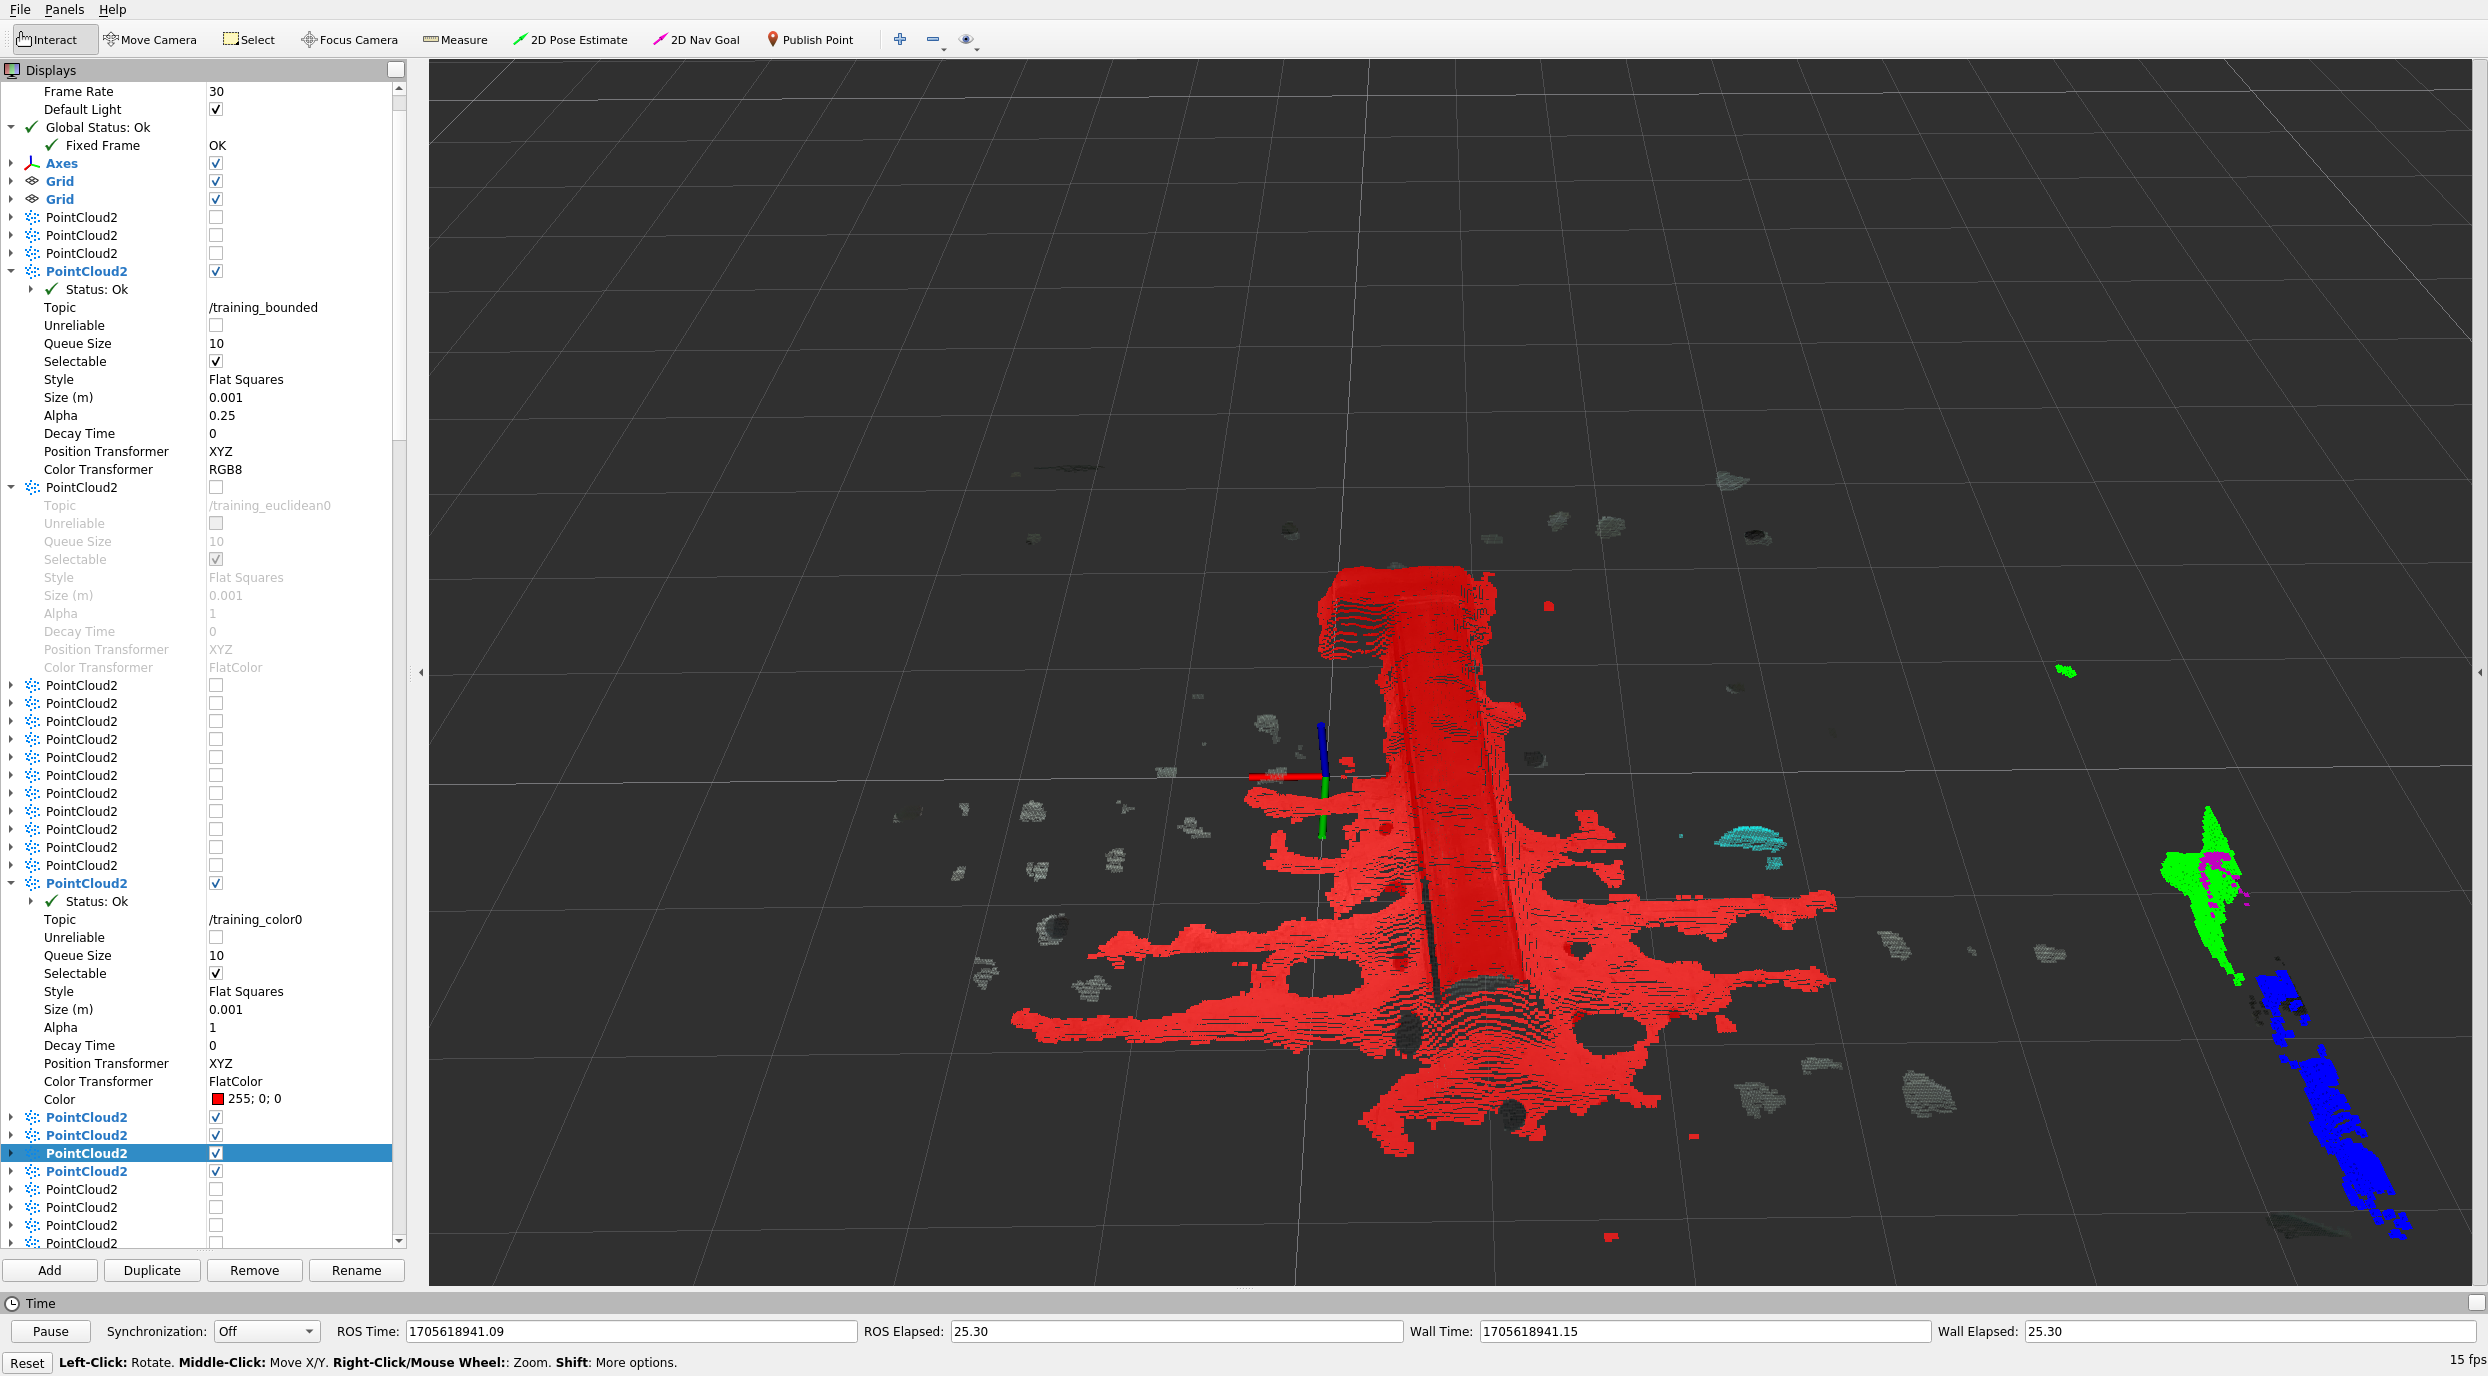 File Panels Help
Interact Move Camera Select Focus Camera Measure 2D Pose Estimate 2D Nav Goal Publish Point
Displays
Frame Rate 30
Default Light
Global Status: Ok
Fixed Frame OK
Axes
Grid
Grid
PointCloud2
PointCloud2
PointCloud2
PointCloud2
Status: Ok
Topic /training_bounded
Unreliable
Queue Size 10
Selectable
Style Flat Squares
Size (m) 0.001
Alpha 0.25
Decay Time 0
Position Transformer XYZ
Color Transformer RGB8
PointCloud2
Topic /training_euclidean0
Unreliable
Queue Size 10
Selectable
Style Flat Squares
Size (m) 0.001
Alpha 1
Decay Time 0
Position Transformer XYZ
Color Transformer FlatColor
PointCloud2
PointCloud2
PointCloud2
PointCloud2
PointCloud2
PointCloud2
PointCloud2
PointCloud2
PointCloud2
PointCloud2
PointCloud2
PointCloud2
Status: Ok
Topic /training_color0
Unreliable
Queue Size 10
Selectable
Style Flat Squares
Size (m) 0.001
Alpha 1
Decay Time 0
Position Transformer XYZ
Color Transformer FlatColor
Color 255; 0; 0
PointCloud2
PointCloud2
PointCloud2
PointCloud2
PointCloud2
PointCloud2
PointCloud2
PointCloud2
Add Duplicate Remove Rename
Time
Pause Synchronization: Off ROS Time: 1705618941.09 ROS Elapsed: 25.30 Wall Time: 1705618941.15 Wall Elapsed: 25.30
Reset Left-Click: Rotate. Middle-Click: Move X/Y. Right-Click/Mouse Wheel:: Zoom. Shift: More options. 15 fps